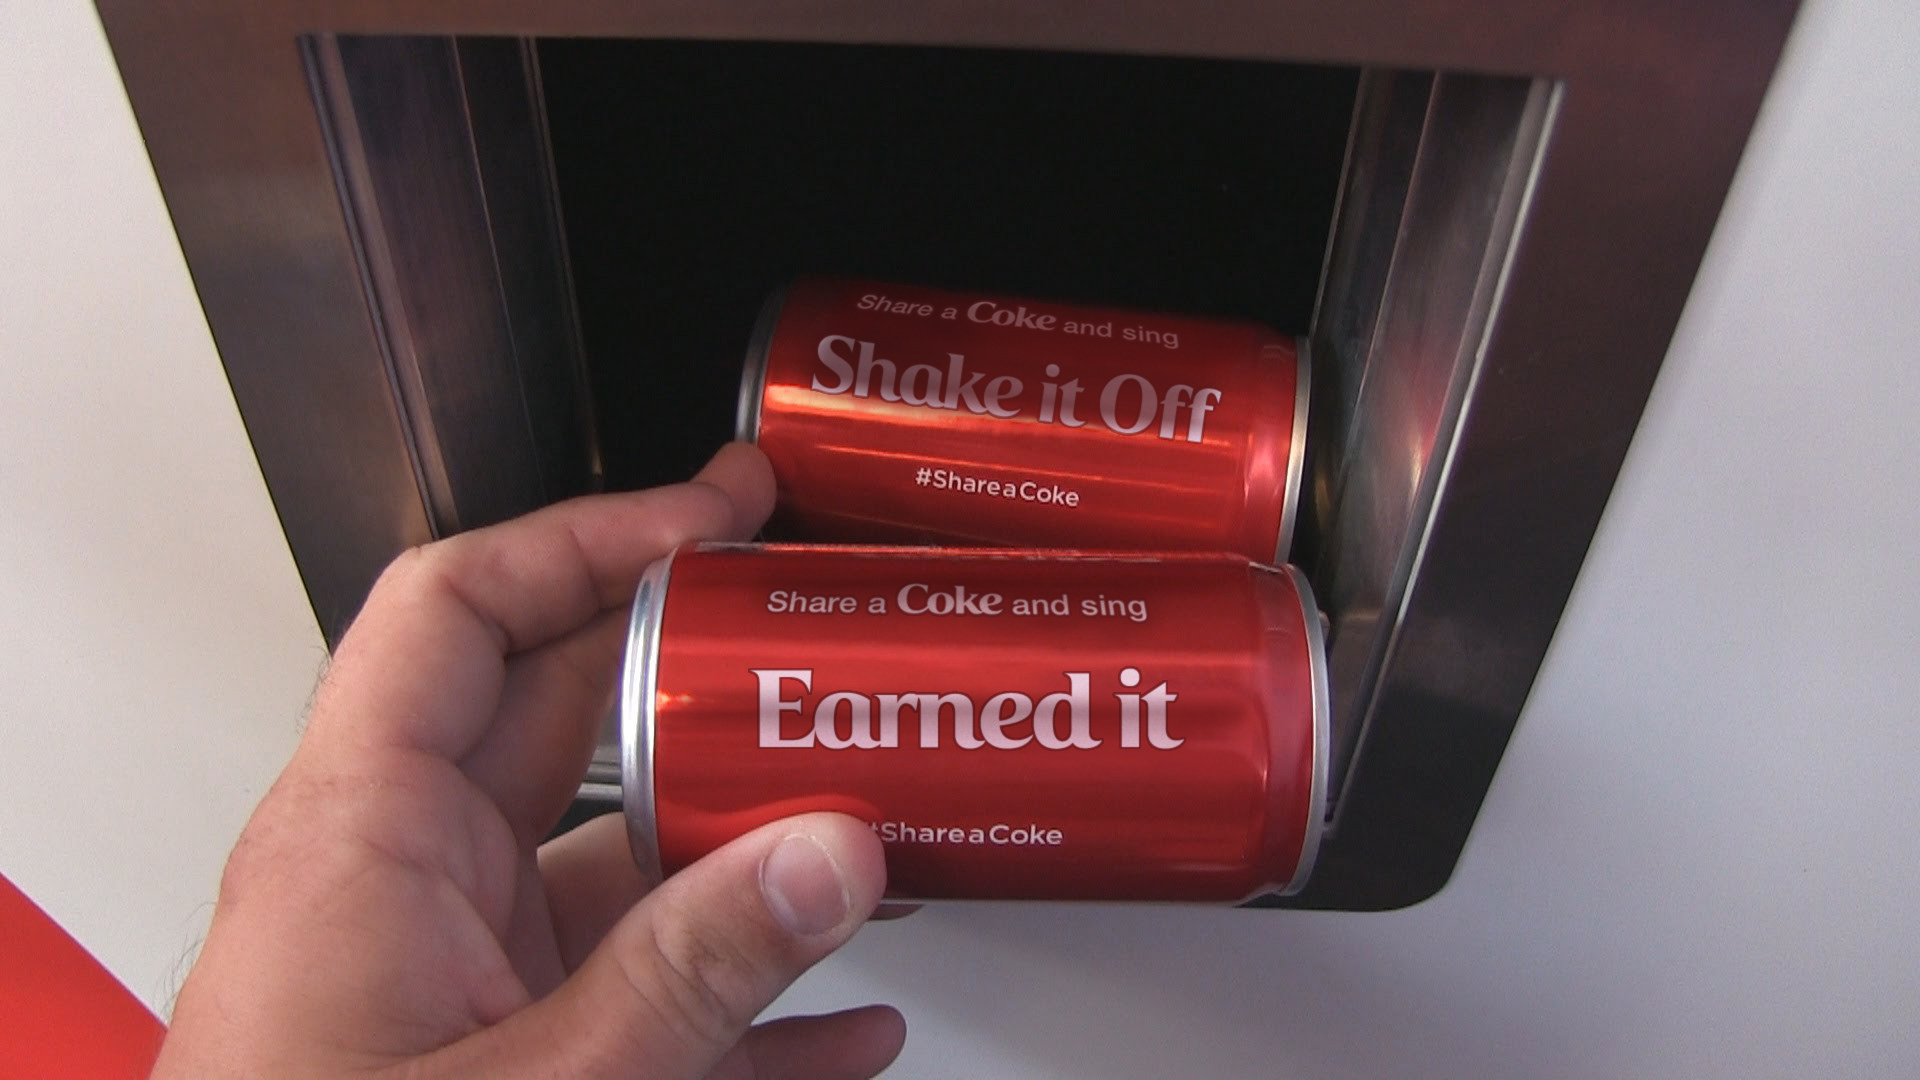 Share a Coke and sing
Shake it Off
#ShareaCoke
Share a Coke and sing
Earned it
#ShareaCoke